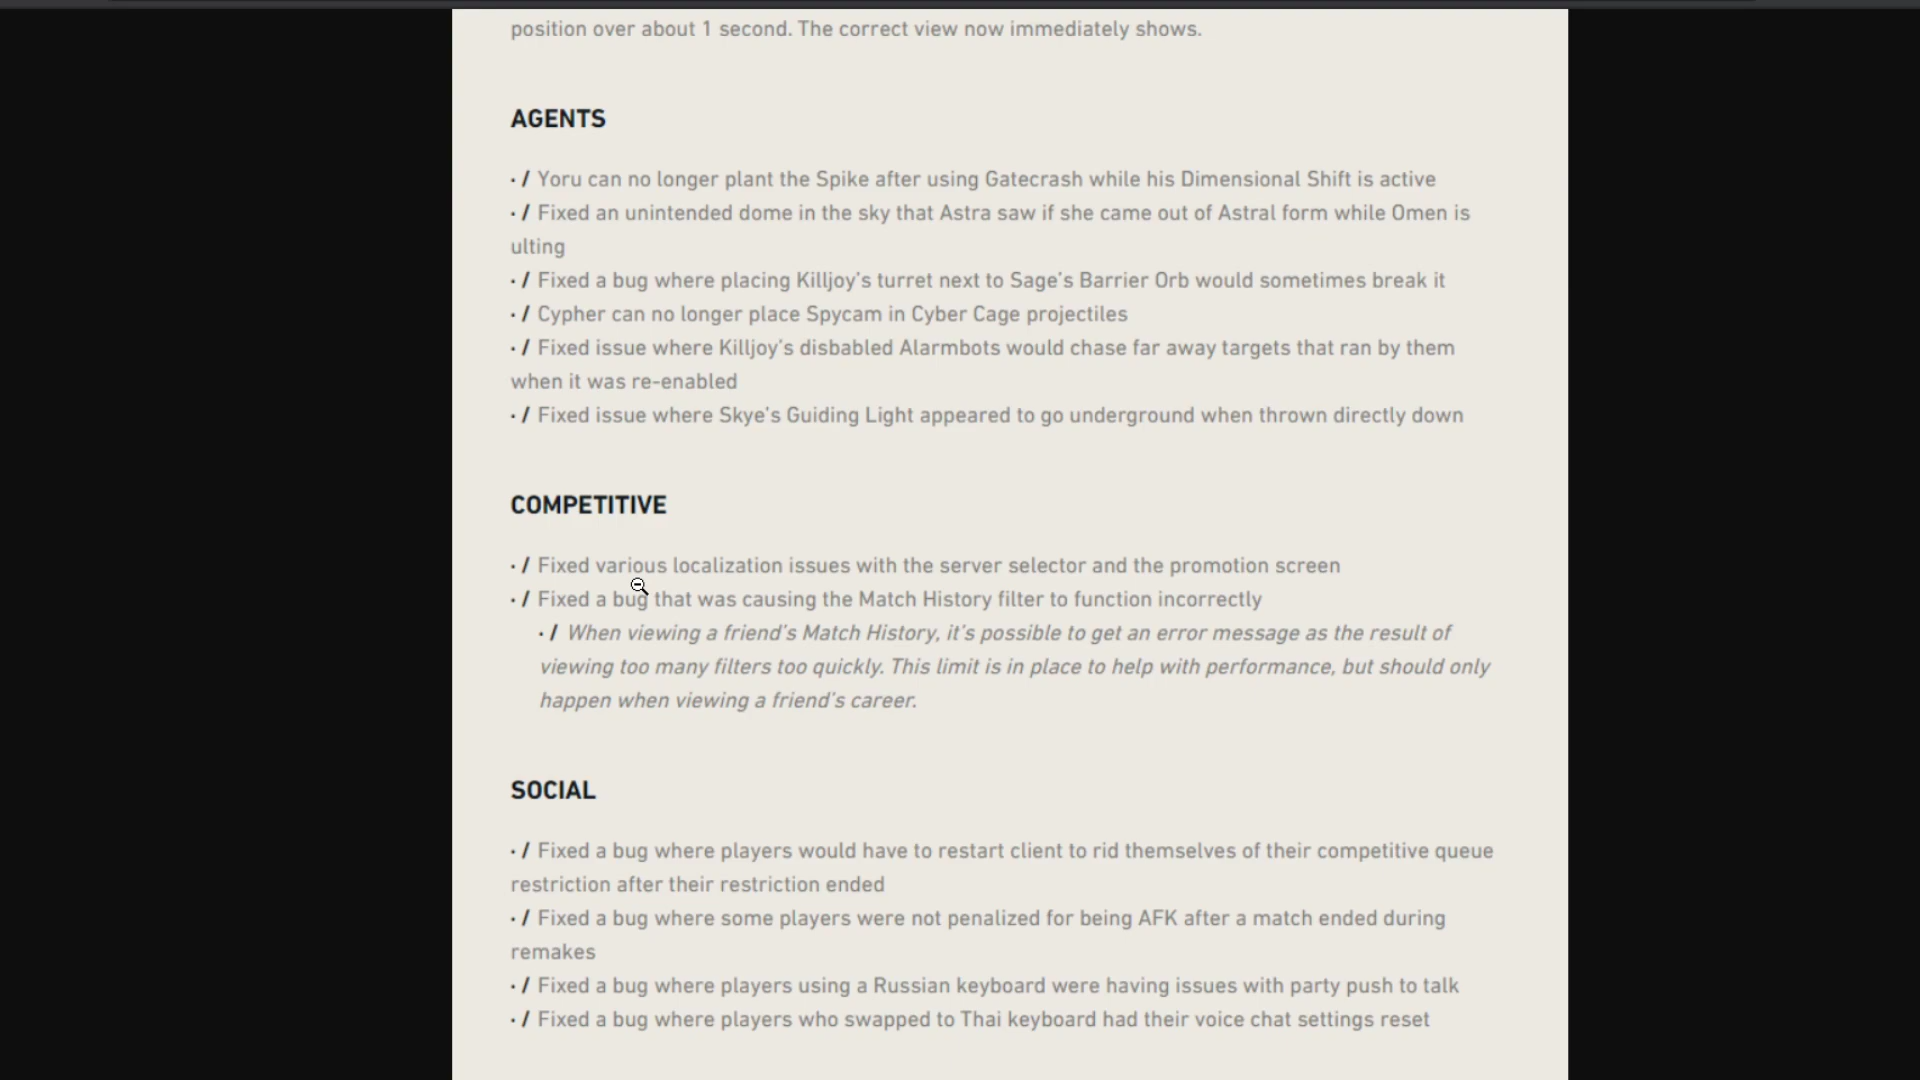 position over about 1 second. The correct view now immediately shows.
AGENTS
· / Yoru can no longer plant the Spike after using Gatecrash while his Dimensional Shift is active
· / Fixed an unintended dome in the sky that Astra saw if she came out of Astral form while Omen is
ulting
· / Fixed a bug where placing Killjoy's turret next to Sage's Barrier Orb would sometimes break it
· / Cypher can no longer place Spycam in Cyber Cage projectiles
· / Fixed issue where Killjoy's disbabled Alarmbots would chase far away targets that ran by them
when it was re-enabled
· / Fixed issue where Skye's Guiding Light appeared to go underground when thrown directly down
COMPETITIVE
· / Fixed various localization issues with the server selector and the promotion screen
· / Fixed a bug that was causing the Match History filter to function incorrectly
· / When viewing a friend's Match History, it's possible to get an error message as the result of
viewing too many filters too quickly. This limit is in place to help with performance, but should only
happen when viewing a friend's career.
SOCIAL
· / Fixed a bug where players would have to restart client to rid themselves of their competitive queue
restriction after their restriction ended
· / Fixed a bug where some players were not penalized for being AFK after a match ended during
remakes
· / Fixed a bug where players using a Russian keyboard were having issues with party push to talk
· / Fixed a bug where players who swapped to Thai keyboard had their voice chat settings reset